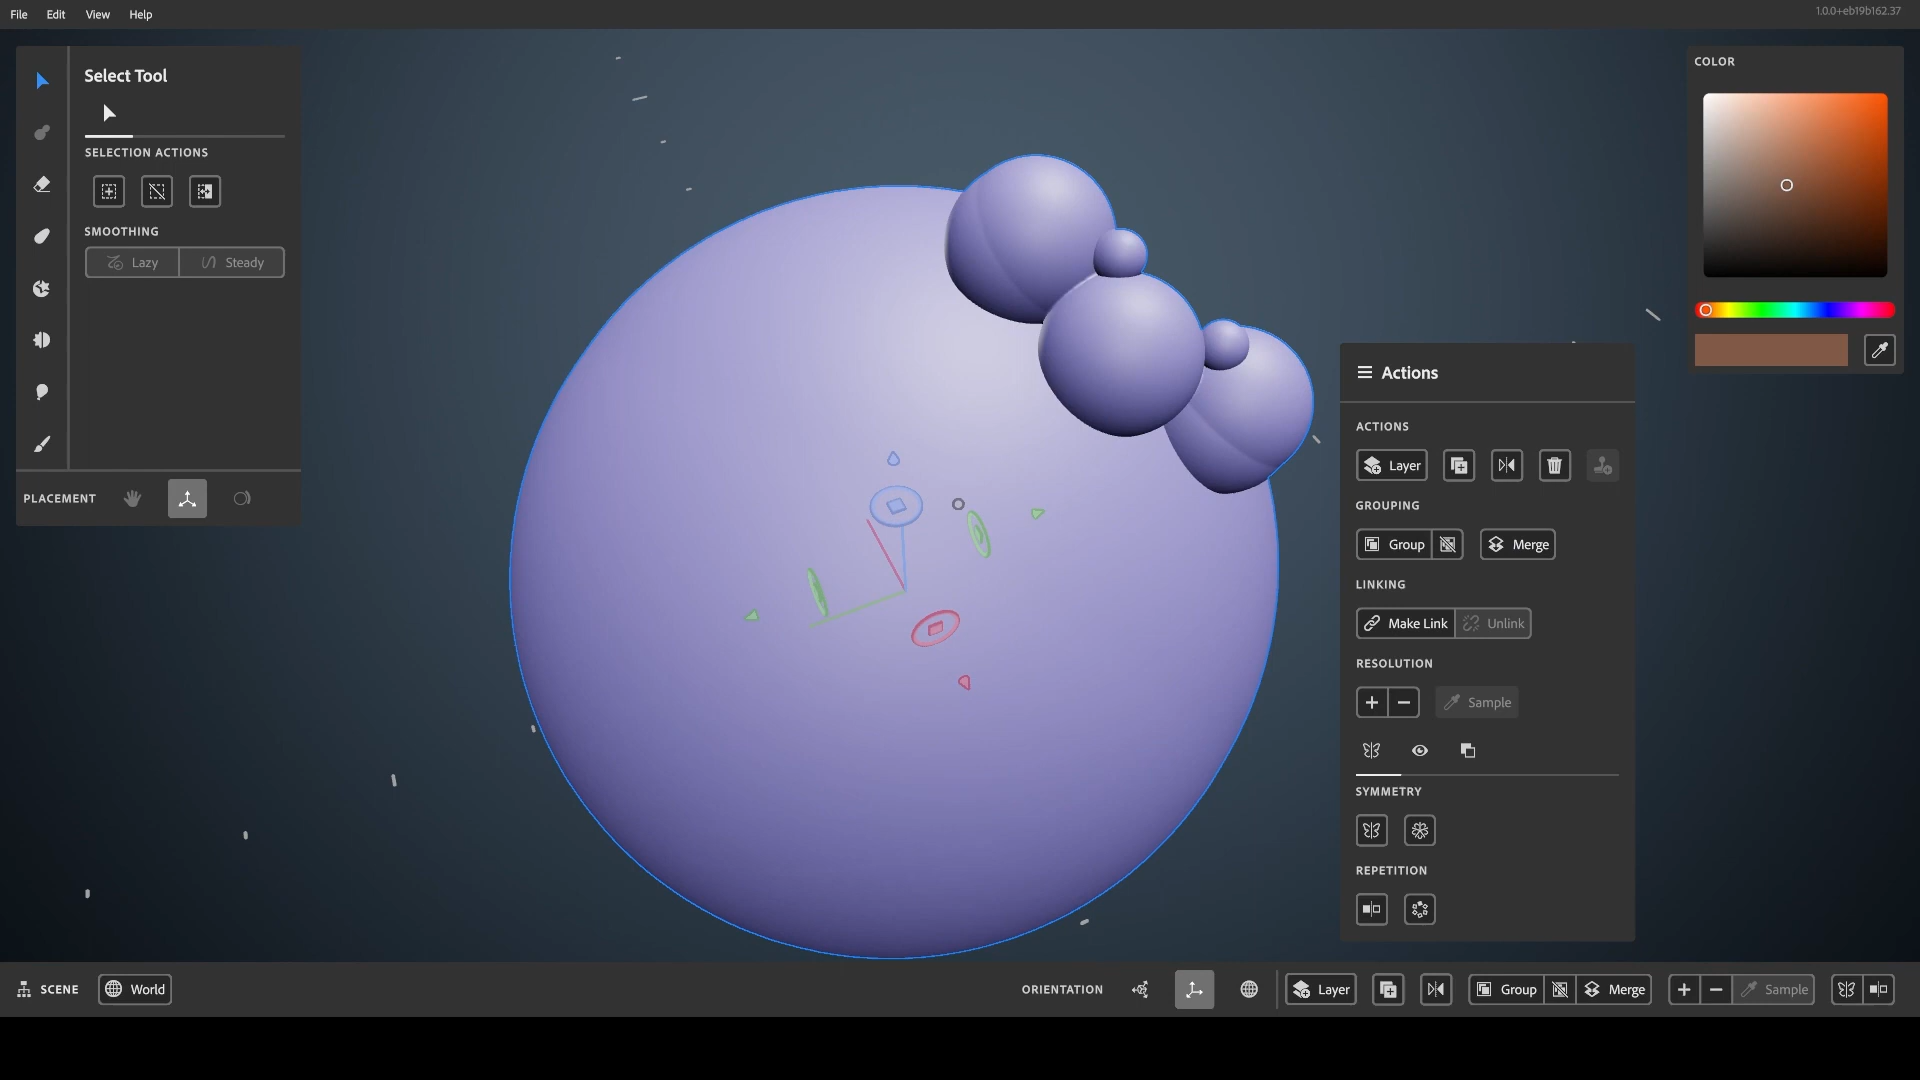 File Edit View Help
1.0.0+eb19b162.37
Select Tool
SELECTION ACTIONS
SMOOTHING
Lazy Steady
PLACEMENT
COLOR
Actions
ACTIONS
Layer
GROUPING
Group Merge
LINKING
Make Link Unlink
RESOLUTION
+ − Sample
SYMMETRY
REPETITION
SCENE World ORIENTATION Layer Group Merge + − Sample